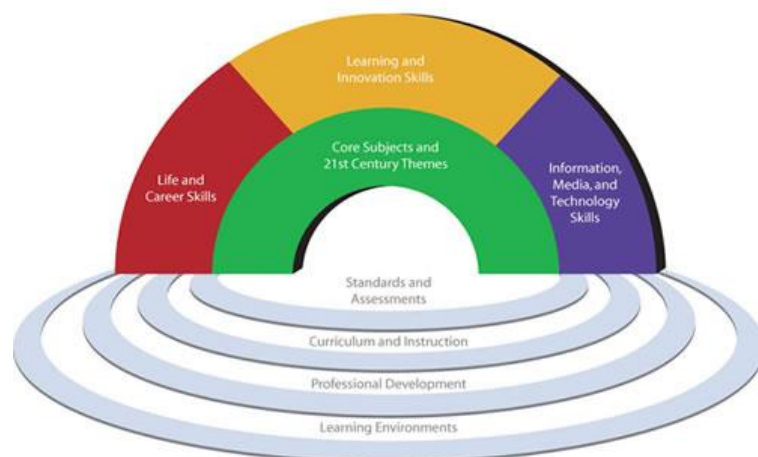 Learning and
Innovation Skills
Core Subjects and
21st Century Themes
Life and
Career Skills
Information,
Media, and
Technology
Skills
Standards and
Assessments
Curriculum and Instruction
Professional Development
Learning Environments